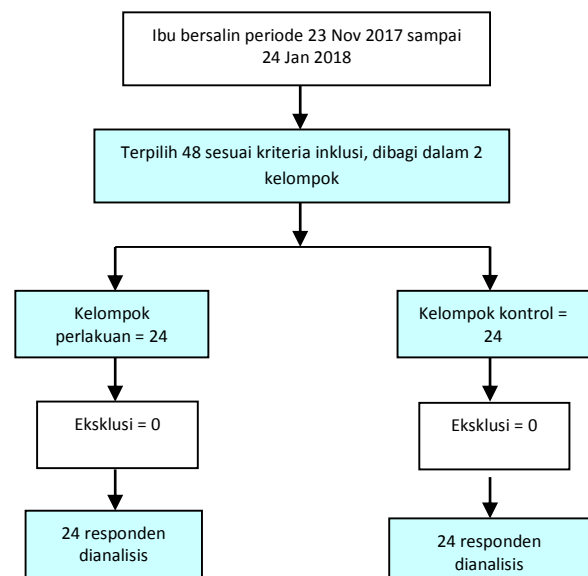 Ibu bersalin periode 23 Nov 2017 sampai
24 Jan 2018
Terpilih 48 sesuai kriteria inklusi, dibagi dalam 2
kelompok
Kelompok
perlakuan = 24
Kelompok kontrol =
24
Eksklusi = 0
Eksklusi = 0
24 responden
dianalisis
24 responden
dianalisis